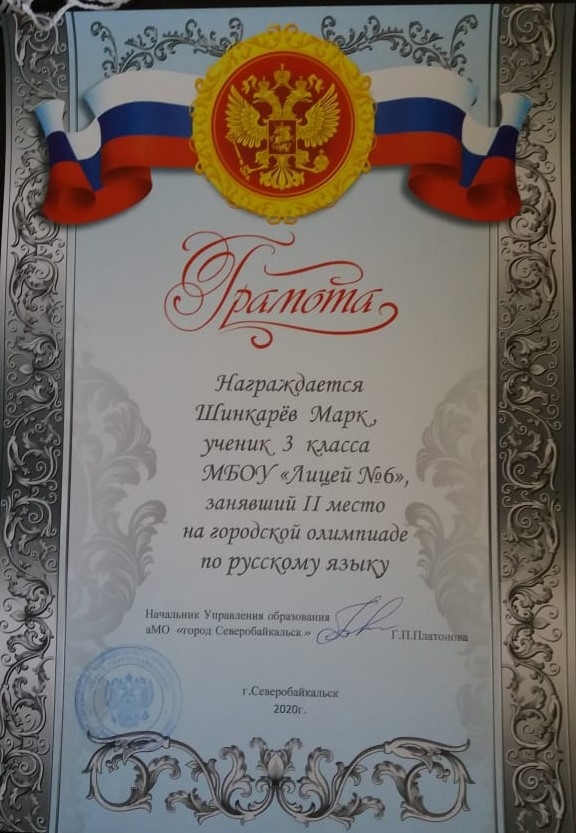 Грамота
Награждается
Шинкарёв Марк,
ученик 3 класса
МБОУ «Лицей №6»,
занявший II место
на городской олимпиаде
по русскому языку
Начальник Управления образования
аМО «город Северобайкальск» Г.П.Платонова
г.Северобайкальск
2020г.